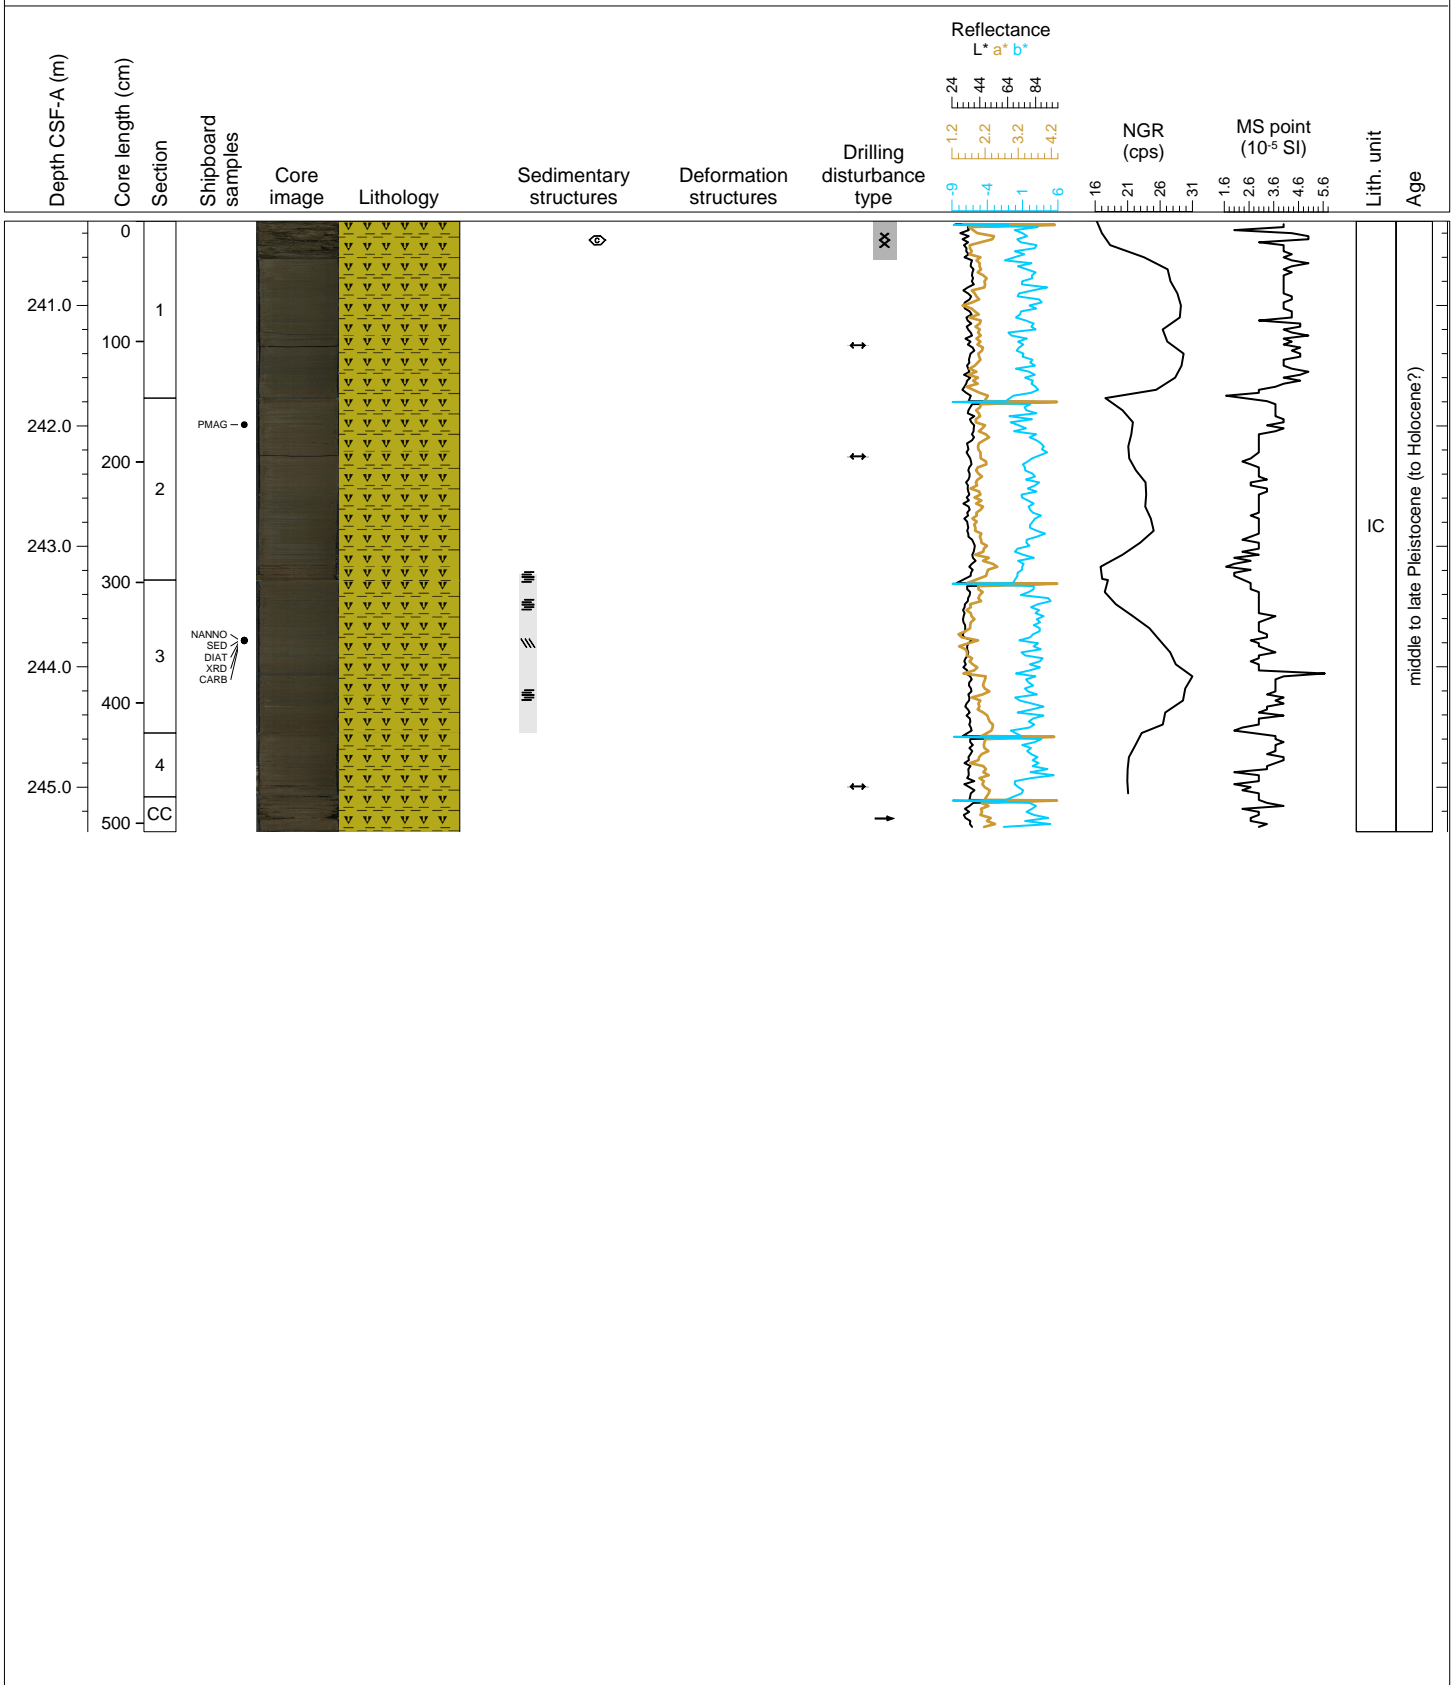 Depth CSF-A (m)
Core length (cm)
Section
Shipboard
samples
Core
image
Lithology
Sedimentary
structures
Deformation
structures
Drilling
disturbance
type
Reflectance
L* a* b*
24 44 64 84
1.2 2.2 3.2 4.2
-9 -4 1 6
NGR
(cps)
16 21 26 31
MS point
(10-5 SI)
1.6 2.6 3.6 4.6 5.6
Lith. unit
Age
241.0
242.0
243.0
244.0
245.0
0
100
200
300
400
500
1
2
3
4
CC
PMAG
NANNO
SED
DIAT
XRD
CARB
c
IC
middle to late Pleistocene (to Holocene?)